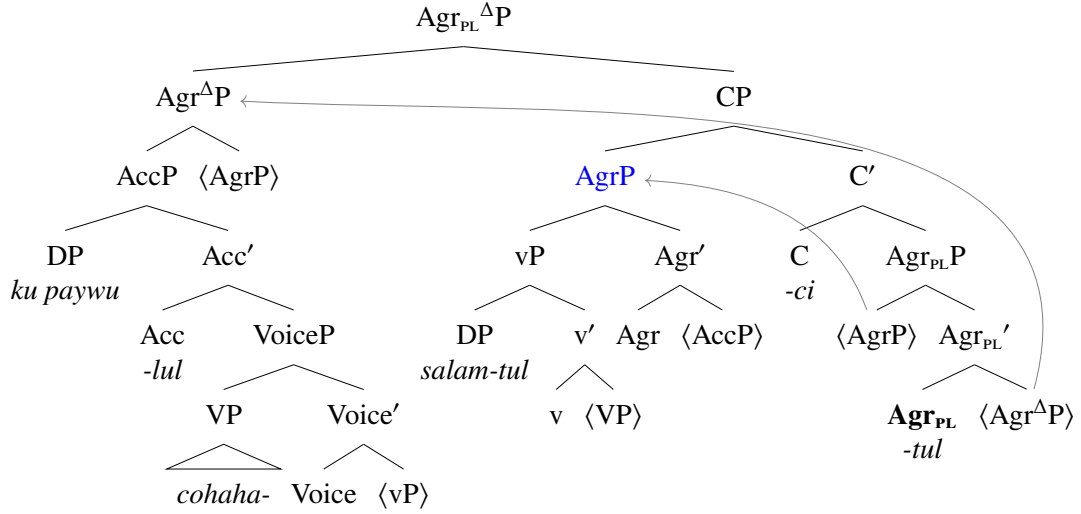 Agr_PL^ΔP
Agr^ΔP CP
AccP ⟨AgrP⟩ AgrP C′
DP Acc′ vP Agr′ C Agr_PLP
ku paywu -ci
Acc VoiceP DP v′ Agr ⟨AccP⟩ ⟨AgrP⟩ Agr_PL′
-lul salam-tul
VP Voice′ v ⟨VP⟩ Agr_PL ⟨Agr^ΔP⟩
-tul
cohaha- Voice ⟨vP⟩